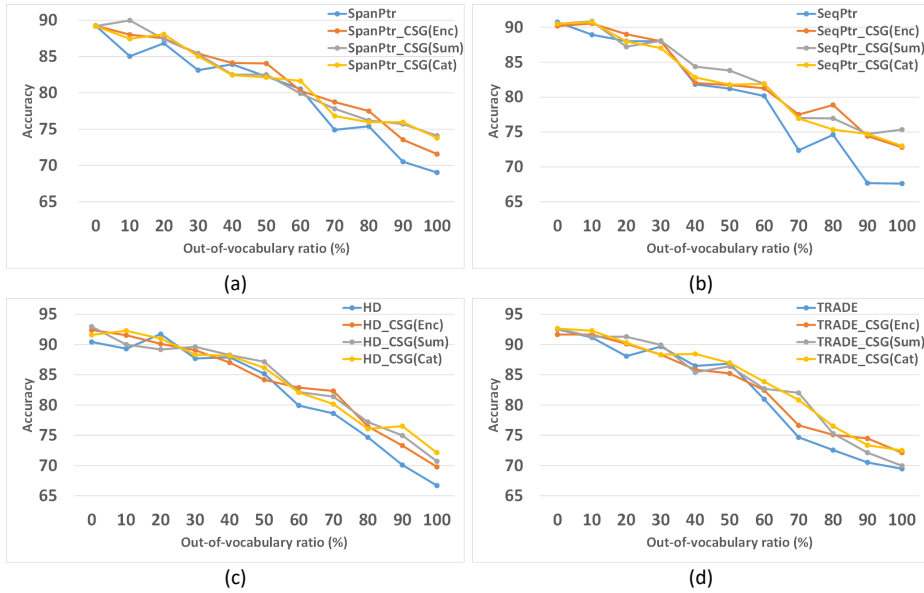 SpanPtr
SpanPtr_CSG(Enc)
SpanPtr_CSG(Sum)
SpanPtr_CSG(Cat)
Accuracy
90
85
80
75
70
65
0 10 20 30 40 50 60 70 80 90 100
Out-of-vocabulary ratio (%)
(a)
SeqPtr
SeqPtr_CSG(Enc)
SeqPtr_CSG(Sum)
SeqPtr_CSG(Cat)
Accuracy
90
85
80
75
70
65
0 10 20 30 40 50 60 70 80 90 100
Out-of-vocabulary ratio (%)
(b)
HD
HD_CSG(Enc)
HD_CSG(Sum)
HD_CSG(Cat)
Accuracy
95
90
85
80
75
70
65
0 10 20 30 40 50 60 70 80 90 100
Out-of-vocabulary ratio (%)
(c)
TRADE
TRADE_CSG(Enc)
TRADE_CSG(Sum)
TRADE_CSG(Cat)
Accuracy
95
90
85
80
75
70
65
0 10 20 30 40 50 60 70 80 90 100
Out-of-vocabulary ratio (%)
(d)